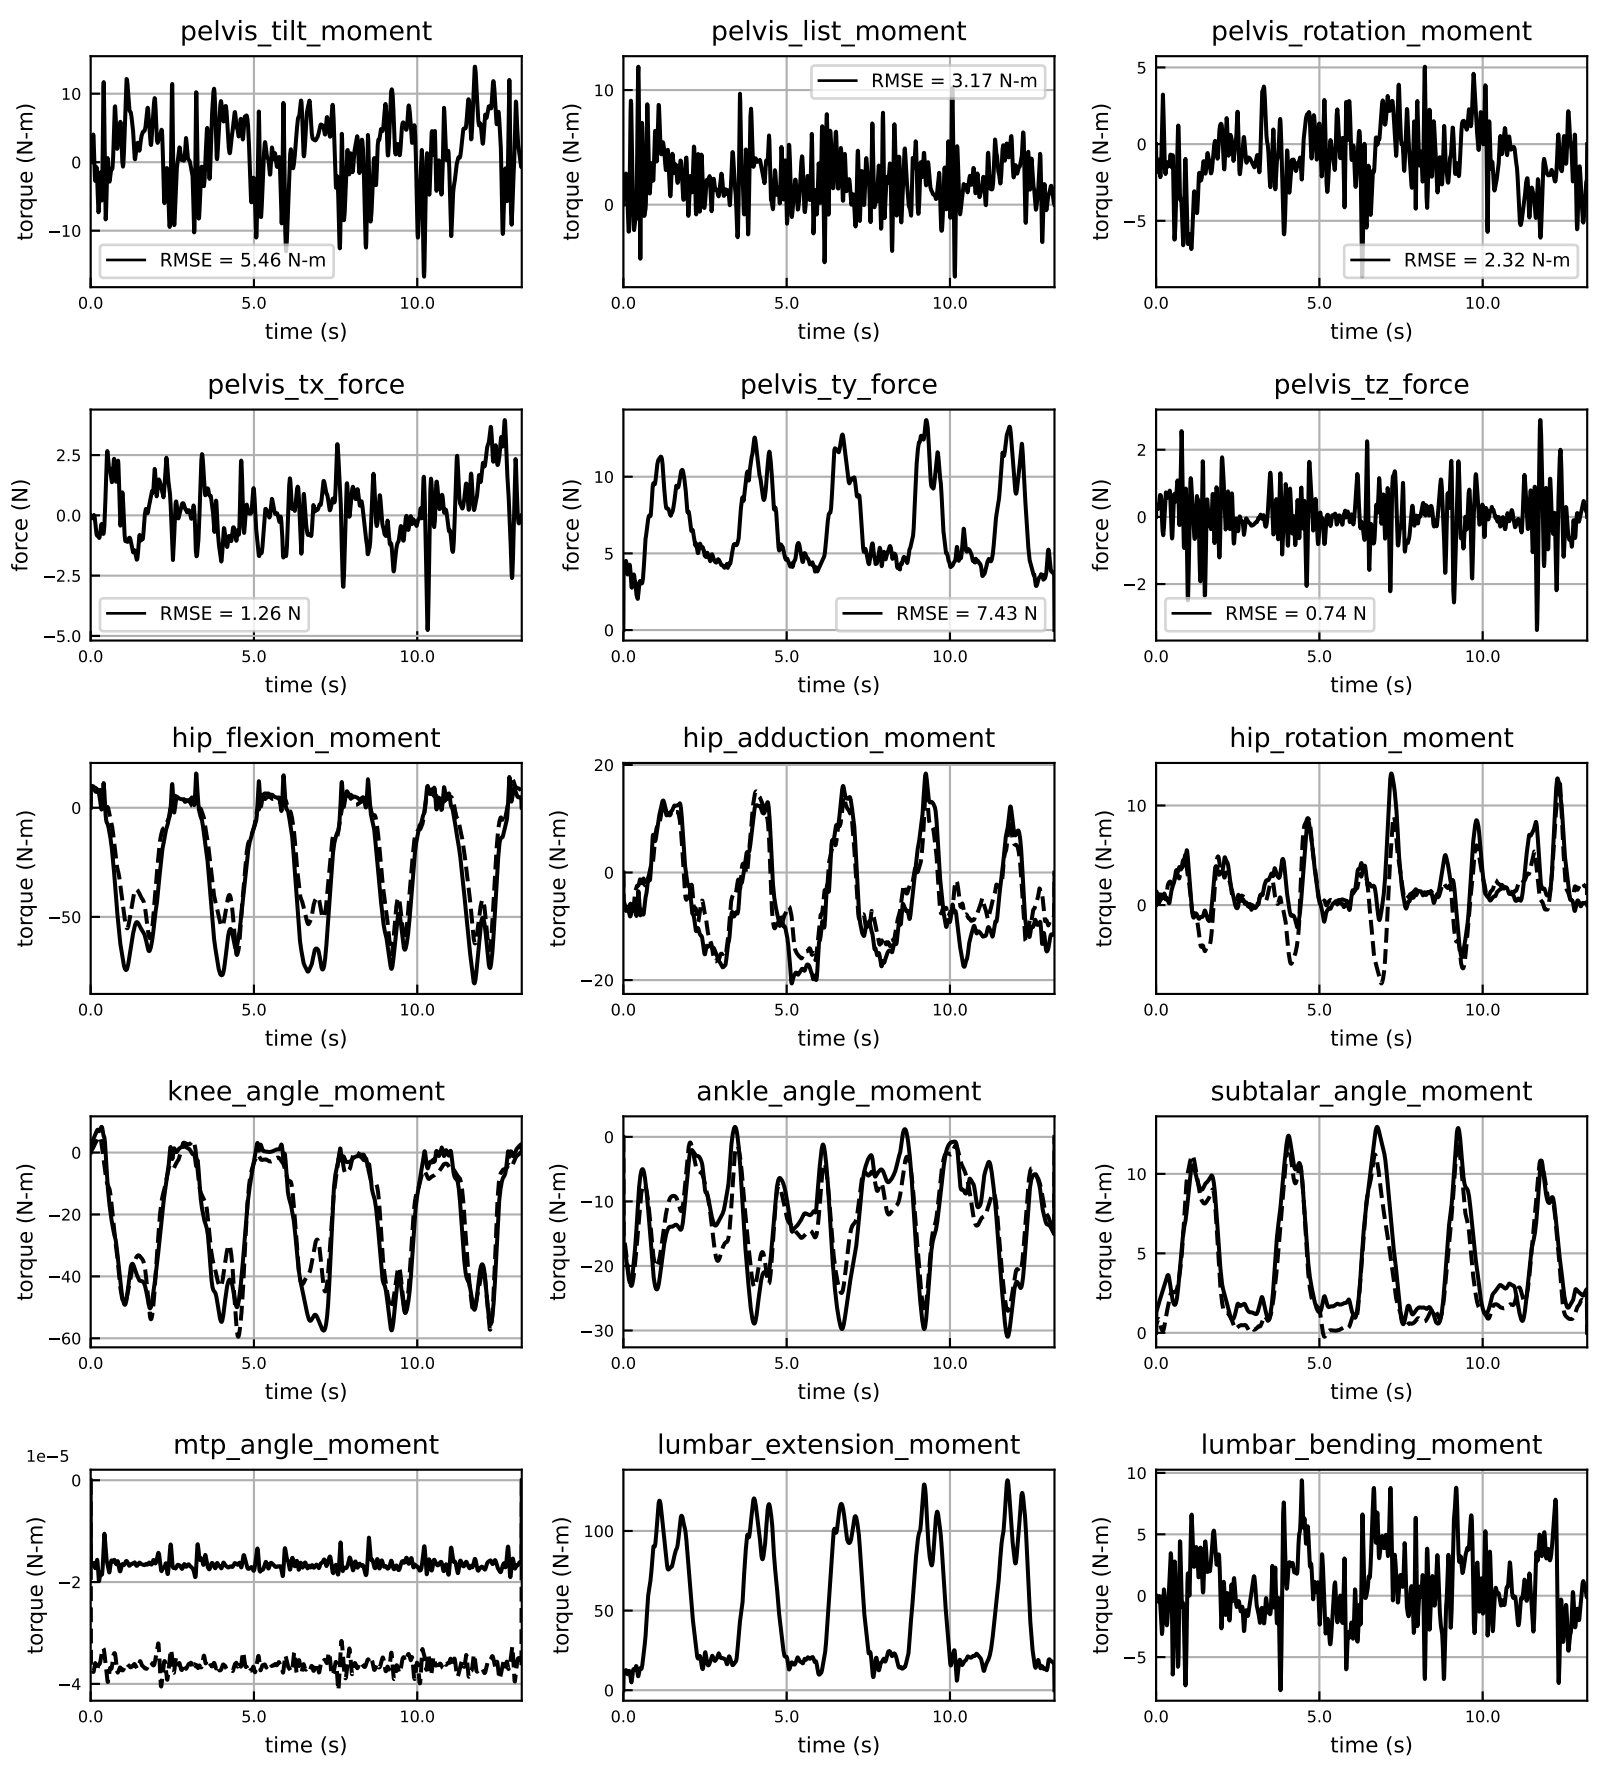 pelvis_tilt_moment
torque (N-m)
10
0
−10
RMSE = 5.46 N-m
0.0 5.0 10.0
time (s)
pelvis_list_moment
torque (N-m)
10
0
RMSE = 3.17 N-m
0.0 5.0 10.0
time (s)
pelvis_rotation_moment
torque (N-m)
5
0
−5
RMSE = 2.32 N-m
0.0 5.0 10.0
time (s)
pelvis_tx_force
force (N)
2.5
0.0
−2.5
−5.0
RMSE = 1.26 N
0.0 5.0 10.0
time (s)
pelvis_ty_force
force (N)
10
5
0
RMSE = 7.43 N
0.0 5.0 10.0
time (s)
pelvis_tz_force
force (N)
2
0
−2
RMSE = 0.74 N
0.0 5.0 10.0
time (s)
hip_flexion_moment
torque (N-m)
0
−50
0.0 5.0 10.0
time (s)
hip_adduction_moment
torque (N-m)
20
0
−20
0.0 5.0 10.0
time (s)
hip_rotation_moment
torque (N-m)
10
0
0.0 5.0 10.0
time (s)
knee_angle_moment
torque (N-m)
0
−20
−40
−60
0.0 5.0 10.0
time (s)
ankle_angle_moment
torque (N-m)
0
−10
−20
−30
0.0 5.0 10.0
time (s)
subtalar_angle_moment
torque (N-m)
10
5
0
0.0 5.0 10.0
time (s)
mtp_angle_moment
1e−5
torque (N-m)
0
−2
−4
0.0 5.0 10.0
time (s)
lumbar_extension_moment
torque (N-m)
100
50
0
0.0 5.0 10.0
time (s)
lumbar_bending_moment
torque (N-m)
10
5
0
−5
0.0 5.0 10.0
time (s)